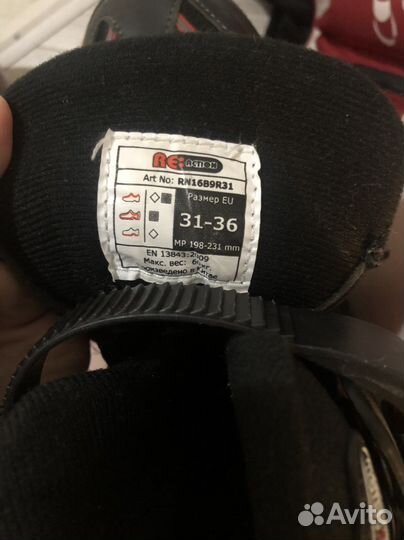 RE:ACTION
Art No: RN16B9R31
Размер EU
31-36
MP 198-231 mm
EN 13843:2009
Макс. вес:
Avito